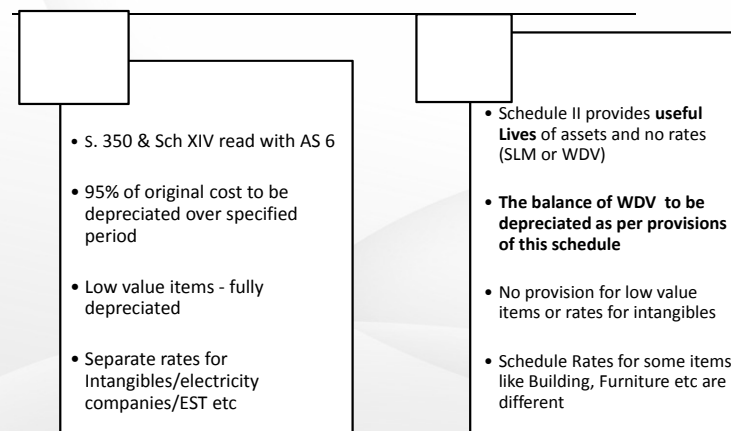 • S. 350 & Sch XIV read with AS 6
• 95% of original cost to be
depreciated over specified
period
• Low value items - fully
depreciated
• Separate rates for
Intangibles/electricity
companies/EST etc
• Schedule II provides useful
Lives of assets and no rates
(SLM or WDV)
• The balance of WDV to be
depreciated as per provisions
of this schedule
• No provision for low value
items or rates for intangibles
• Schedule Rates for some items
like Building, Furniture etc are
different